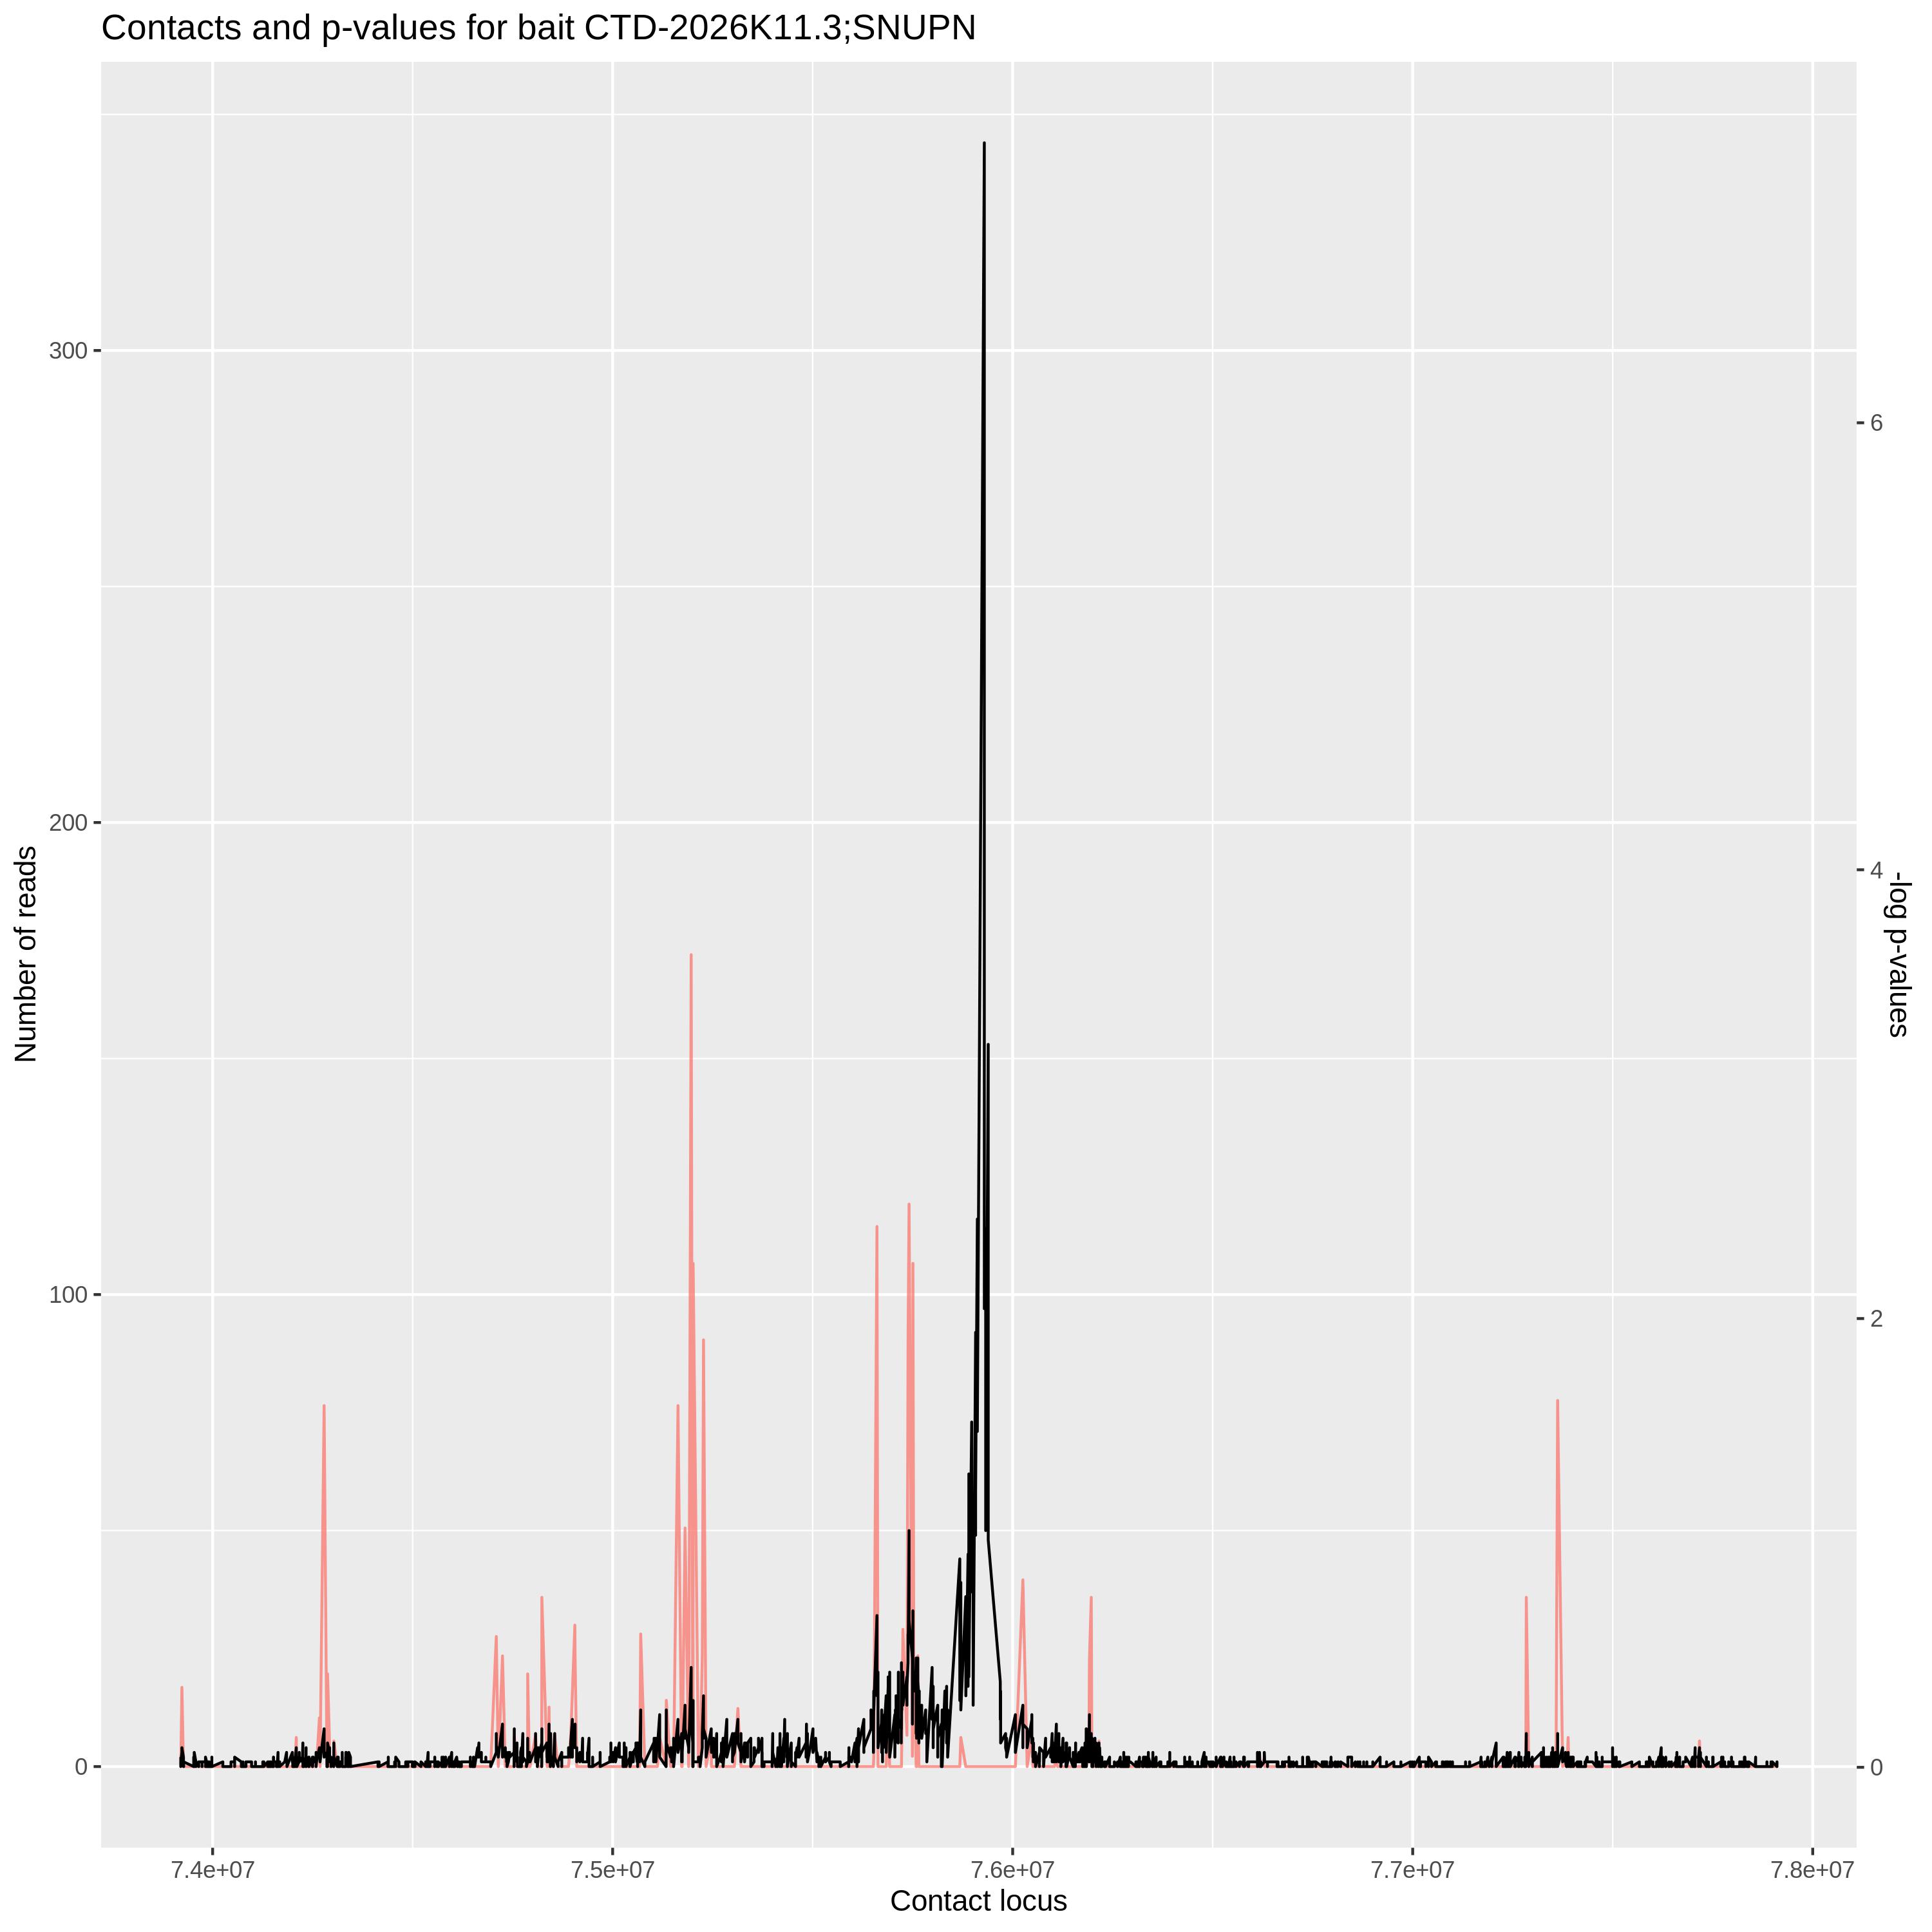 Contacts and p-values for bait CTD-2026K11.3;SNUPN
Number of reads
300
200
100
0
6
4
2
0
-log p-values
7.4e+07 7.5e+07 7.6e+07 7.7e+07 7.8e+07
Contact locus